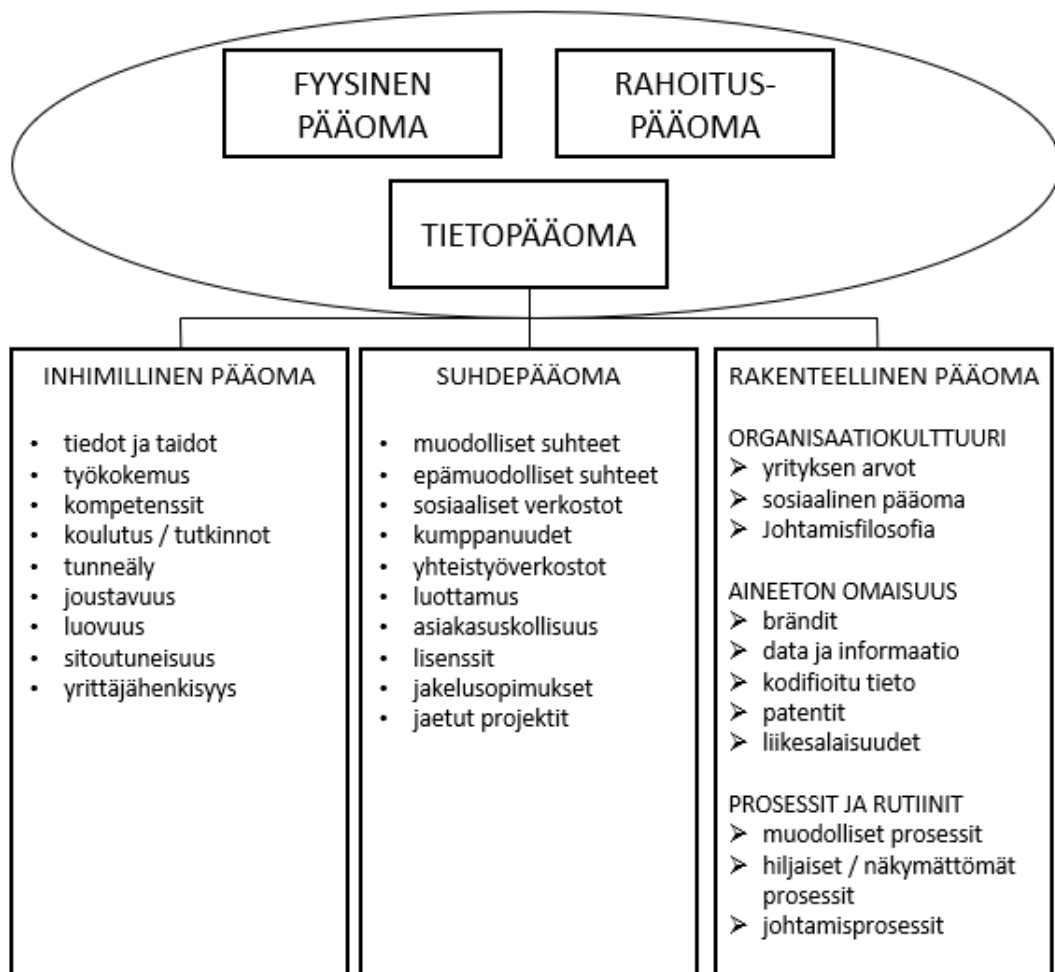 FYYSINEN
PÄÄOMA
RAHOITUS-
PÄÄOMA
TIETOPÄÄOMA
INHIMILLINEN PÄÄOMA
• tiedot ja taidot
• työkokemus
• kompetenssit
• koulutus / tutkinnot
• tunneäly
• joustavuus
• luovuus
• sitoutuneisuus
• yrittäjähenkisyys
SUHDEPÄÄOMA
• muodolliset suhteet
• epämuodolliset suhteet
• sosiaaliset verkostot
• kumppanuudet
• yhteistyöverkostot
• luottamus
• asiakasuskollisuus
• lisenssit
• jakelusopimukset
• jaetut projektit
RAKENTEELLINEN PÄÄOMA
ORGANISAATIOKULTTUURI
➢ yrityksen arvot
➢ sosiaalinen pääoma
➢ Johtamisfilosofia
AINEETON OMAISUUS
➢ brändit
➢ data ja informaatio
➢ kodifioitu tieto
➢ patentit
➢ liikesalaisuudet
PROSESSIT JA RUTIINIT
➢ muodolliset prosessit
➢ hiljaiset / näkymättömät
prosessit
➢ johtamisprosessit